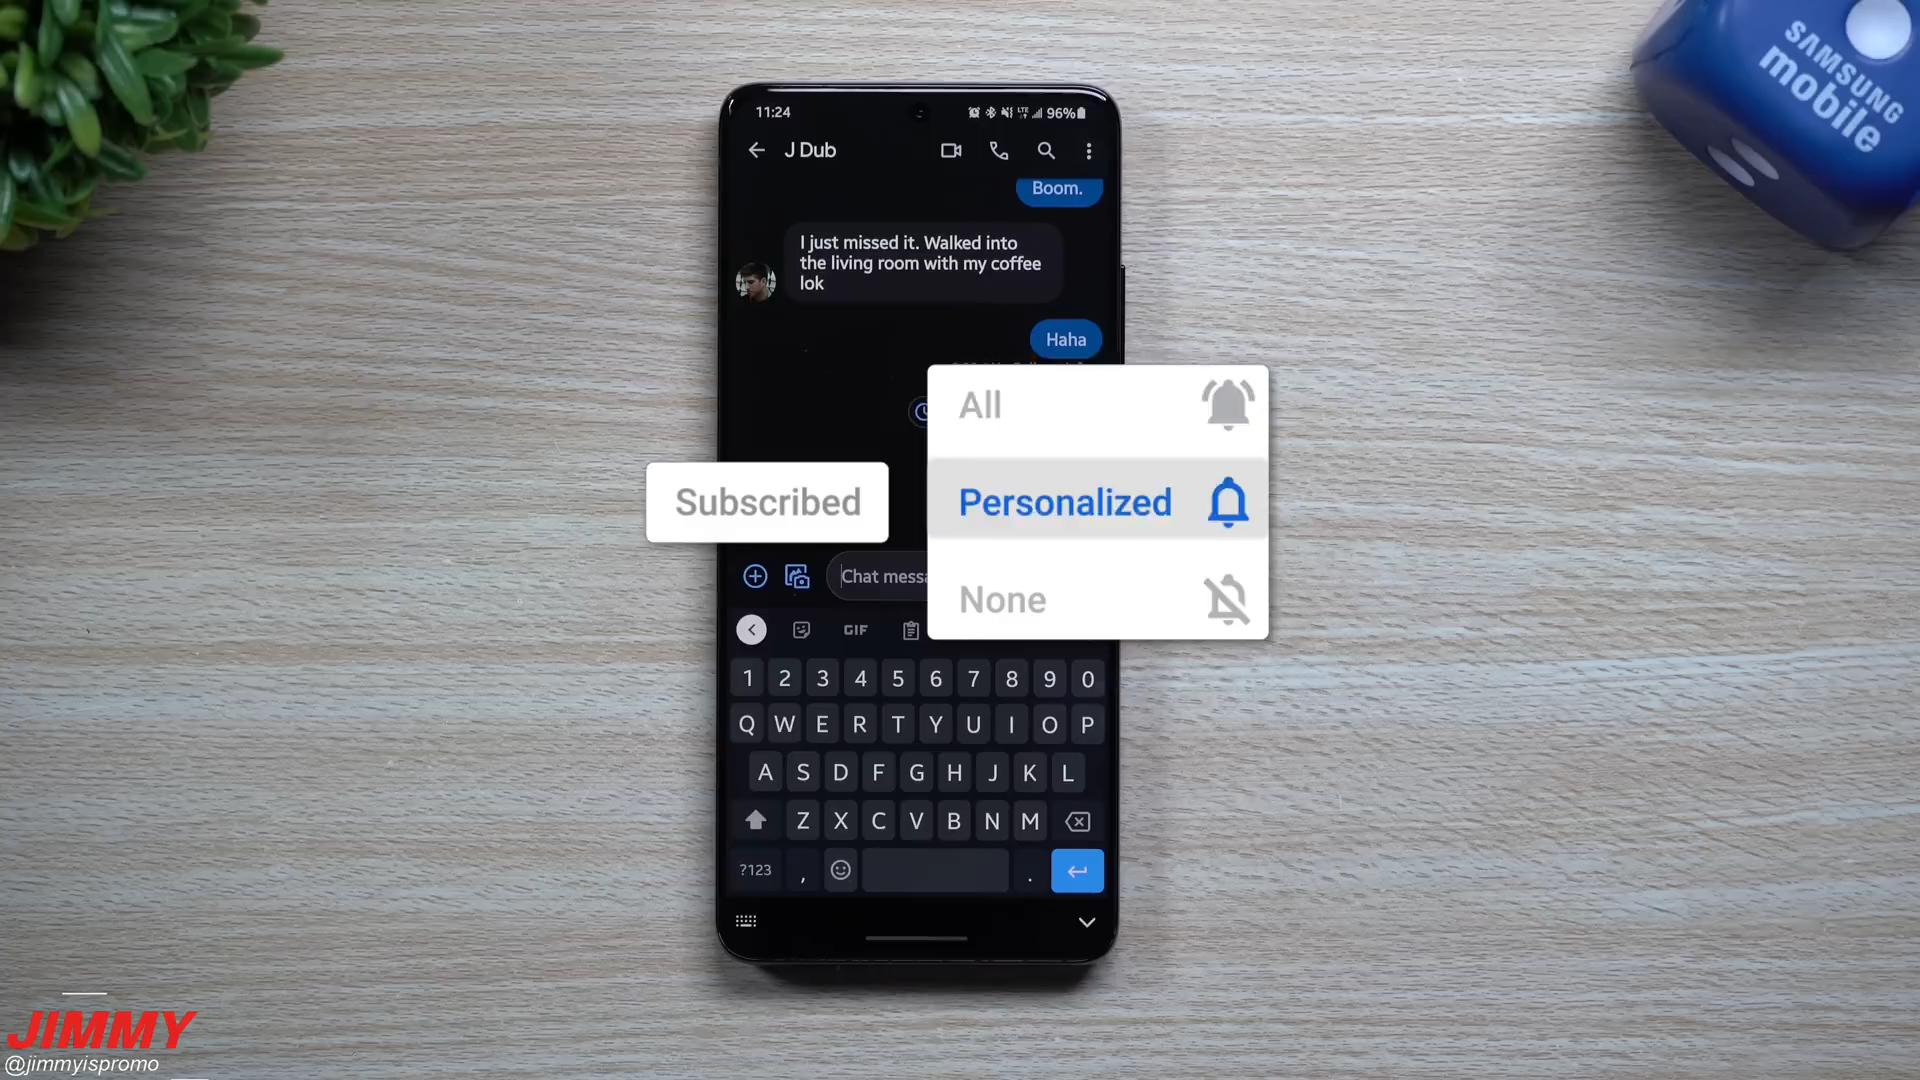 SAMSUNG
mobile
11:24
LTE
96%
J Dub
Boom.
I just missed it. Walked into
the living room with my coffee
lok
Haha
All
Subscribed
Personalized
Chat messa
None
GIF
1 2 3 4 5 6 7 8 9 0
Q W E R T Y U I O P
A S D F G H J K L
Z X C V B N M
?123 , .
JIMMY
@jimmyispromo